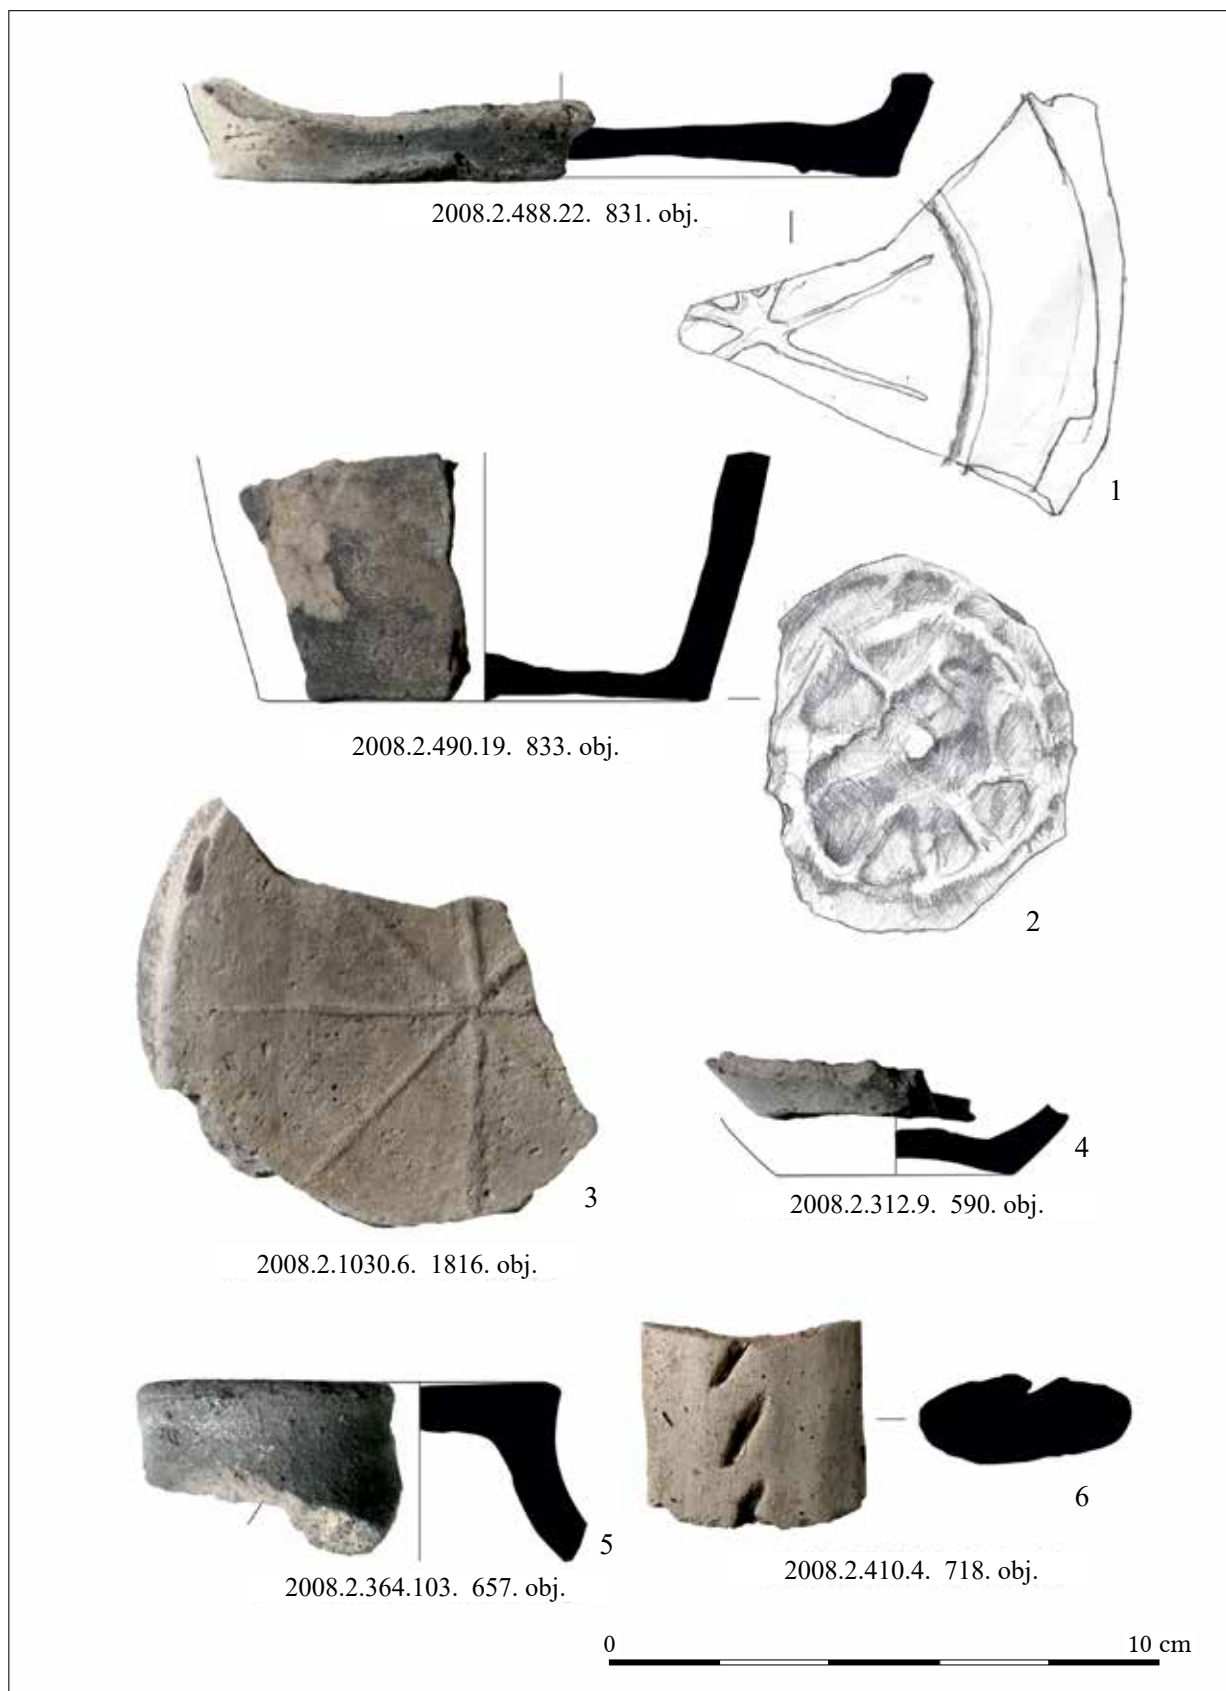 2008.2.488.22. 831. obj.
1
2008.2.490.19. 833. obj.
2
3
4
2008.2.312.9. 590. obj.
2008.2.1030.6. 1816. obj.
5
6
2008.2.364.103. 657. obj.
2008.2.410.4. 718. obj.
0 10 cm